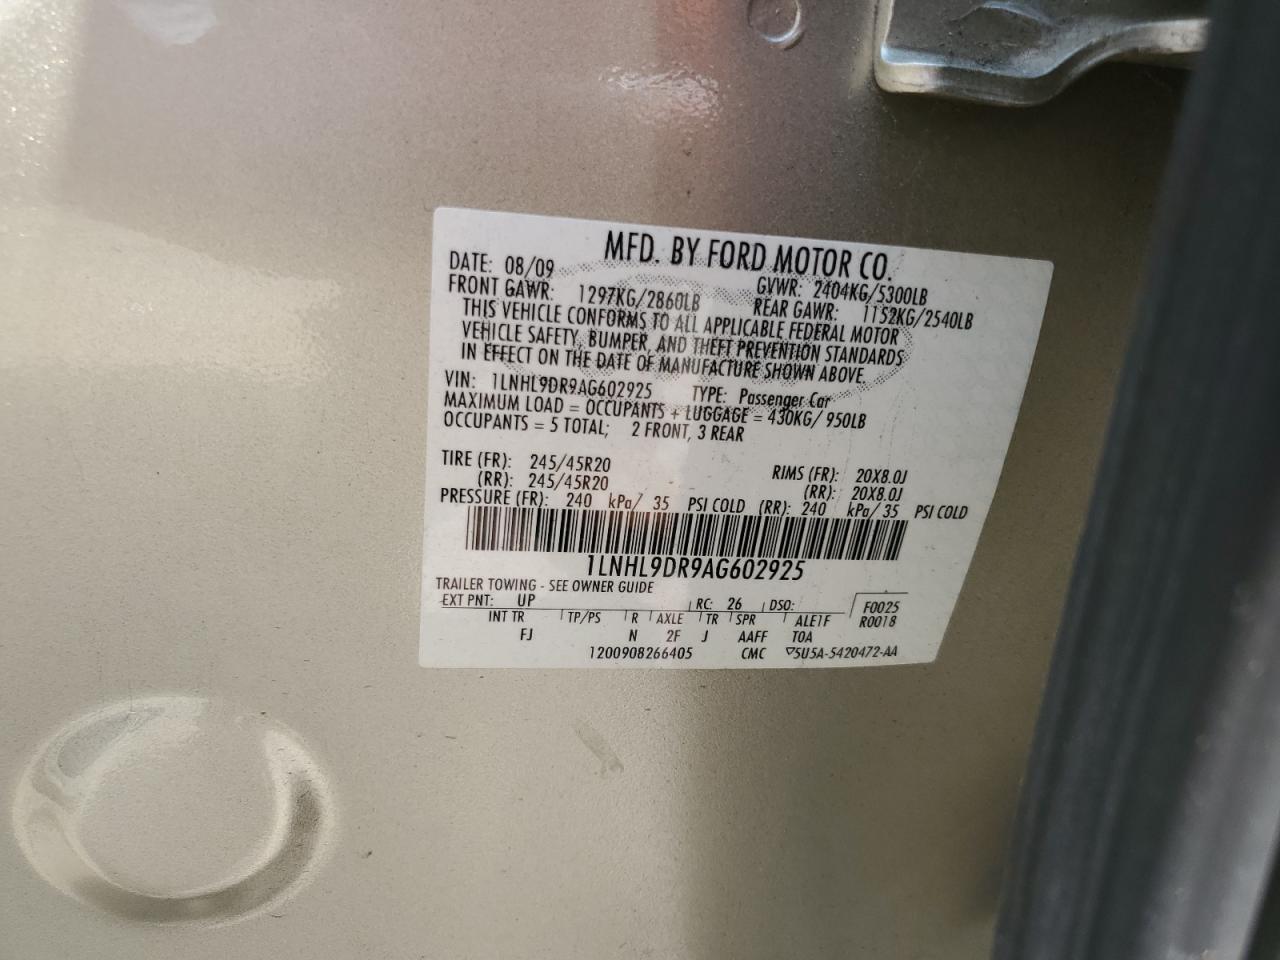 MFD. BY FORD MOTOR CO.
DATE: 08/09 GVWR: 2404KG/5300LB
FRONT GAWR: 1297KG/2860LB REAR GAWR: 1152KG/2540LB
THIS VEHICLE CONFORMS TO ALL APPLICABLE FEDERAL MOTOR
VEHICLE SAFETY, BUMPER, AND THEFT PREVENTION STANDARDS
IN EFFECT ON THE DATE OF MANUFACTURE SHOWN ABOVE.
VIN: 1LNHL9DR9AG602925 TYPE: Passenger Car
MAXIMUM LOAD = OCCUPANTS + LUGGAGE = 430KG/ 950LB
OCCUPANTS = 5 TOTAL; 2 FRONT, 3 REAR
TIRE (FR): 245/45R20 RIMS (FR): 20X8.0J
(RR): 245/45R20 (RR): 20X8.0J
PRESSURE (FR): 240 kPa/ 35 PSI COLD (RR): 240 kPa/ 35 PSI COLD
1LNHL9DR9AG602925
TRAILER TOWING - SEE OWNER GUIDE
EXT PNT: UP RC: 26 DSO: F0025
INT TR TP/PS R AXLE TR SPR ALE1F R0018
FJ N 2F J AAFF T0A
1200908266405 CMC 5U5A-5420472-AA